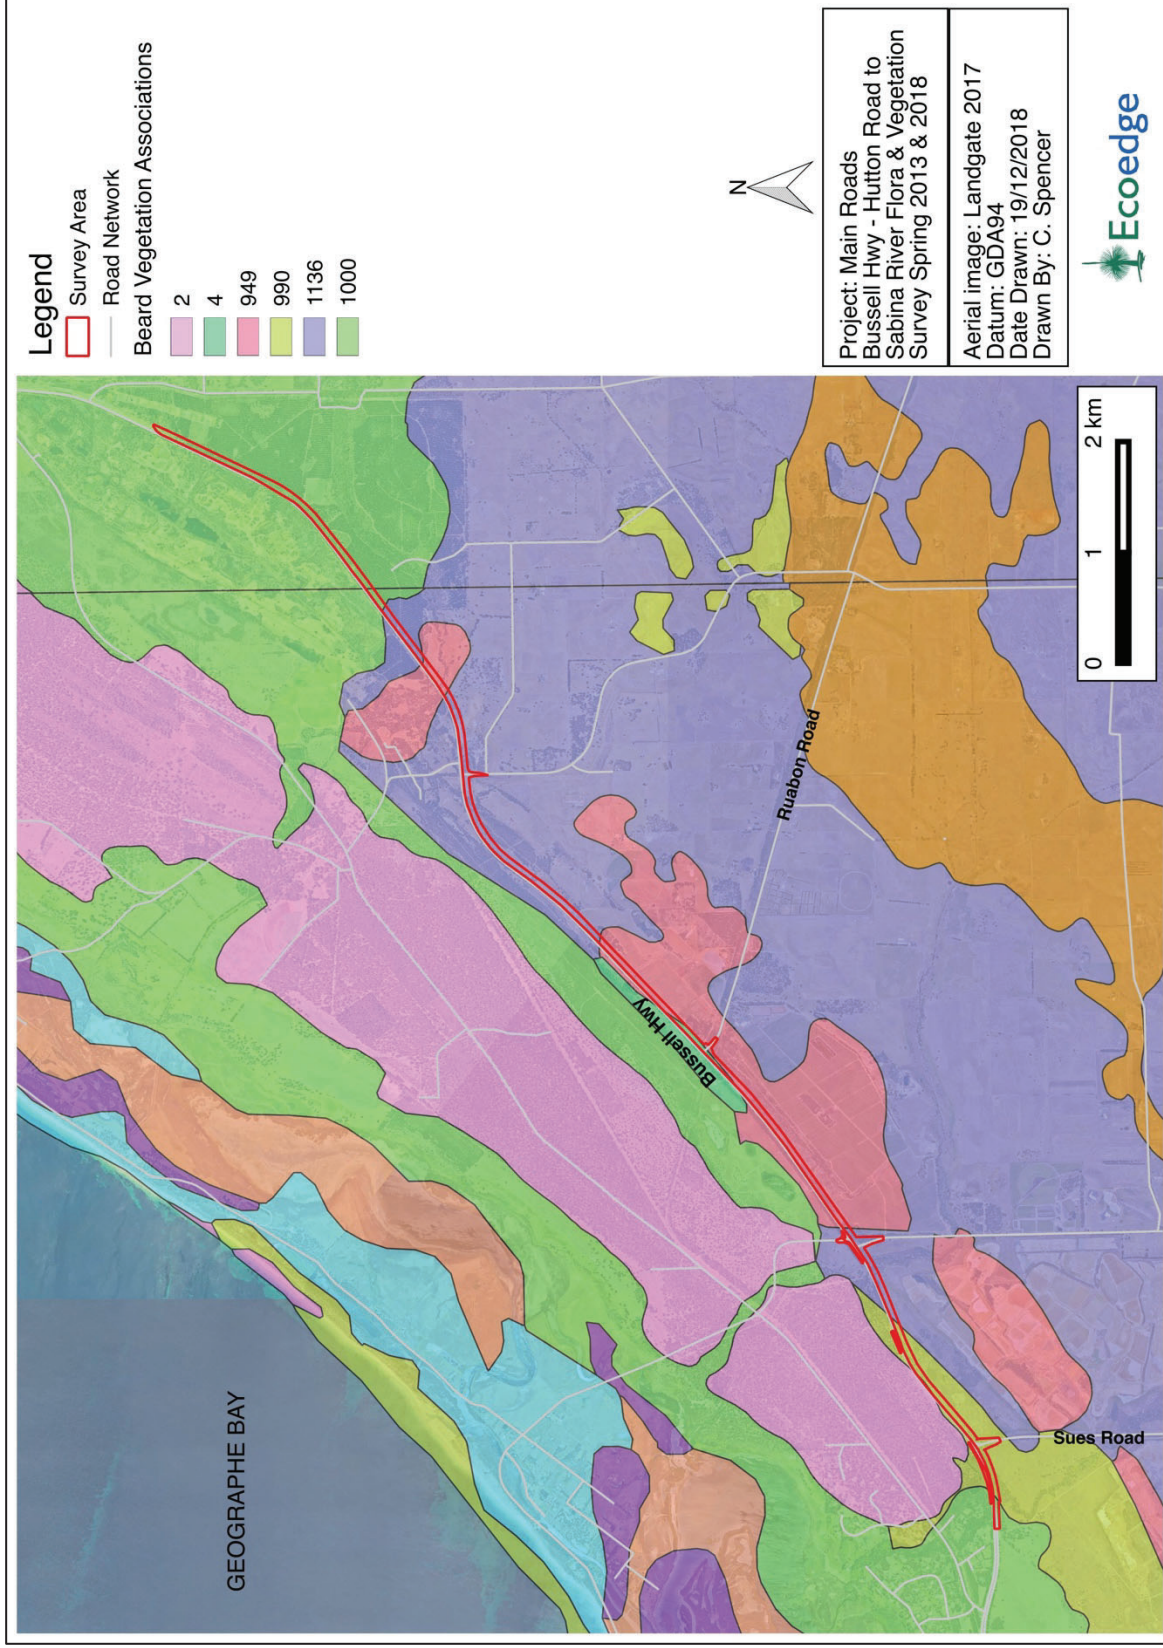 Legend
Survey Area
Road Network
Beard Vegetation Associations
2
4
949
990
1136
1000
N
Project: Main Roads
Bussell Hwy - Hutton Road to
Sabina River Flora & Vegetation
Survey Spring 2013 & 2018
Aerial image: Landgate 2017
Datum: GDA94
Date Drawn: 19/12/2018
Drawn By: C. Spencer
Ecoedge
GEOGRAPHE BAY
Bussell Hwy
Ruabon Road
Sues Road
0 1 2 km